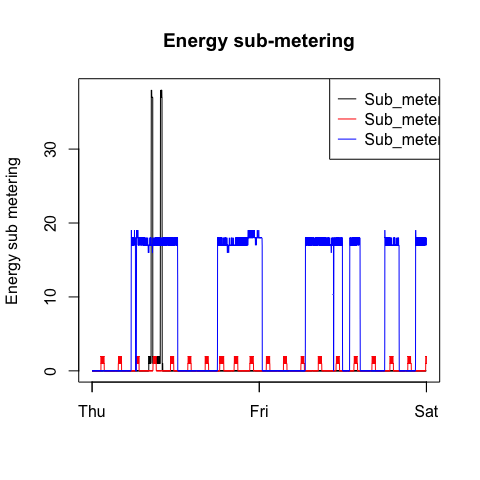 Energy sub-metering
Sub_meter
Sub_meter
Sub_meter
Energy sub metering
0
10
20
30
Thu
Fri
Sat